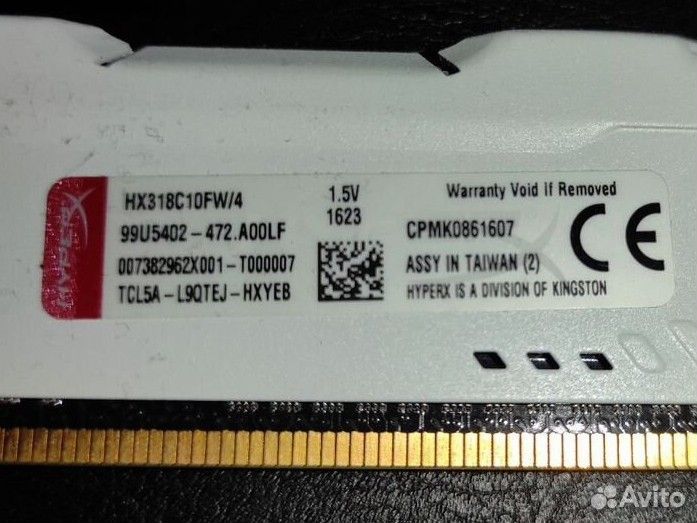 HYPERX
HX318C10FW/4
99U5402-472.A00LF
007382962X001-T000007
TCL5A-L9QTEJ-HXYEB
1.5V
1623
Warranty Void If Removed
CPMK0861607
ASSY IN TAIWAN (2)
HYPERX IS A DIVISION OF KINGSTON
CE
Avito